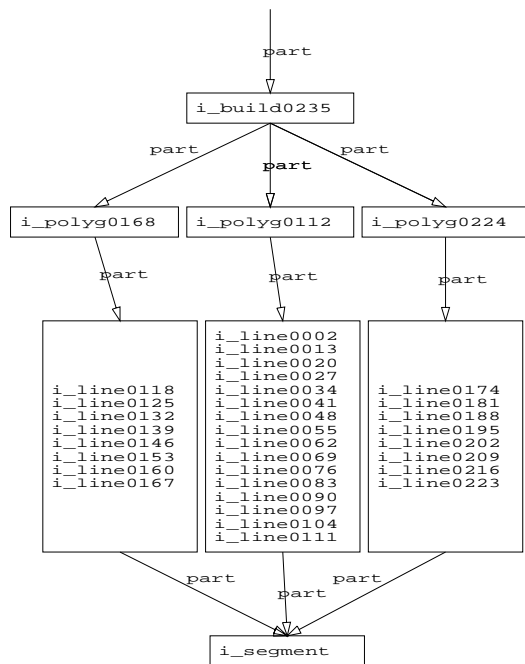 part
i_build0235
part part part
i_polyg0168 i_polyg0112 i_polyg0224
part part part
i_line0118
i_line0125
i_line0132
i_line0139
i_line0146
i_line0153
i_line0160
i_line0167
i_line0002
i_line0013
i_line0020
i_line0027
i_line0034
i_line0041
i_line0048
i_line0055
i_line0062
i_line0069
i_line0076
i_line0083
i_line0090
i_line0097
i_line0104
i_line0111
i_line0174
i_line0181
i_line0188
i_line0195
i_line0202
i_line0209
i_line0216
i_line0223
part part part
i_segment